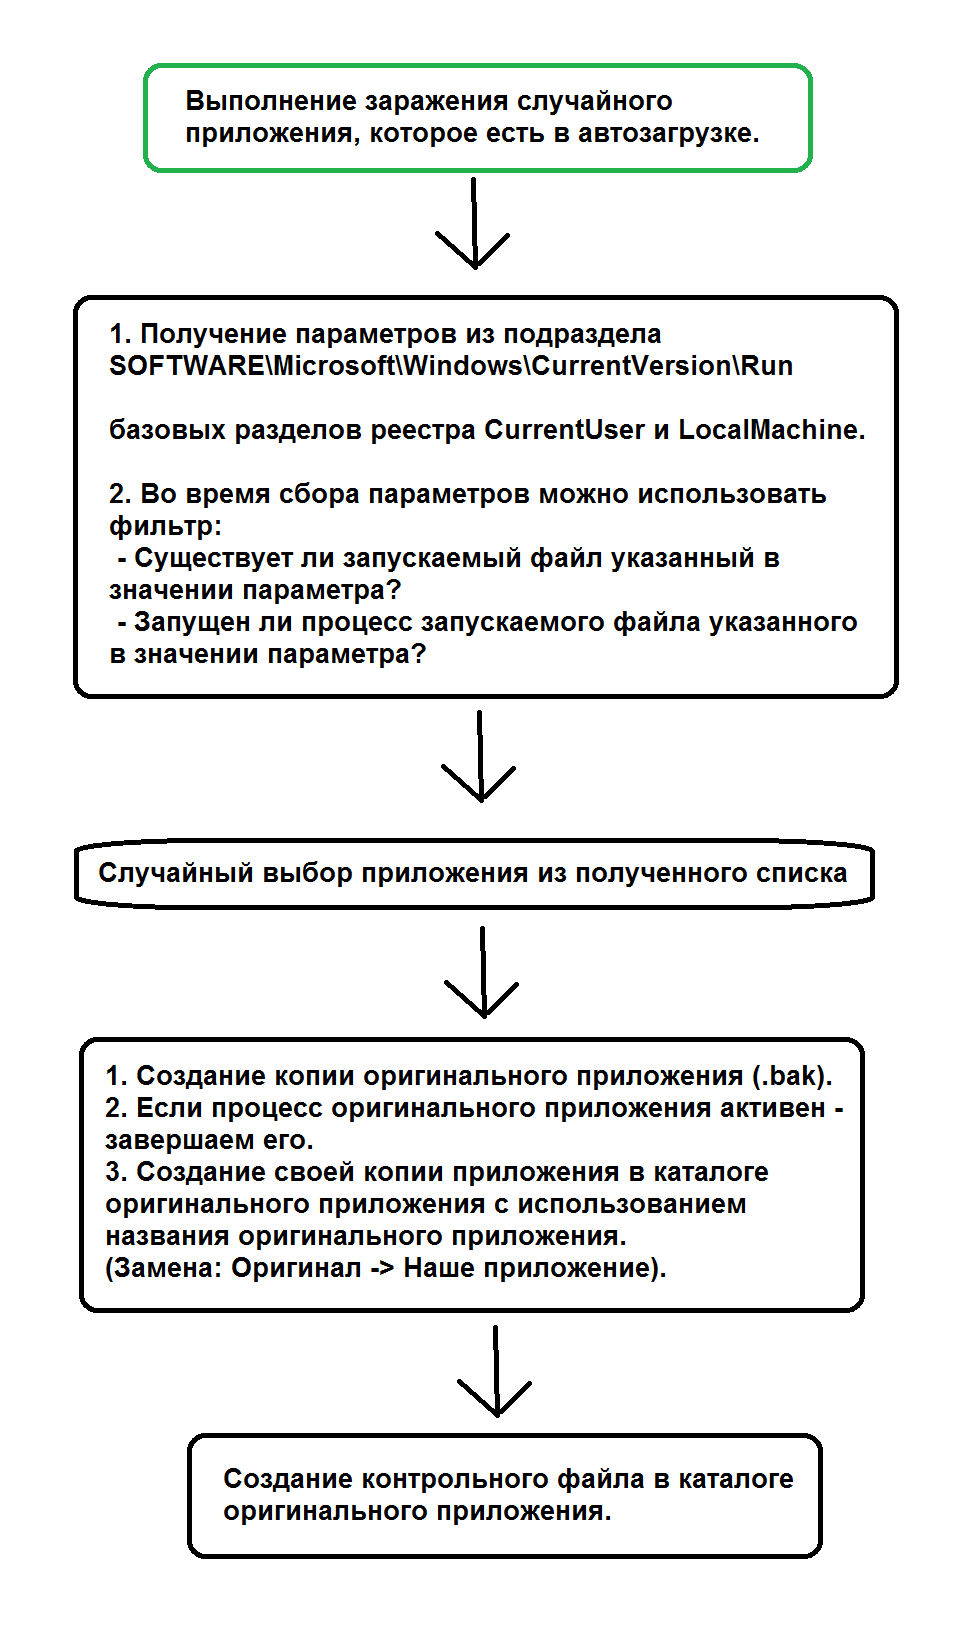 Выполнение заражения случайного
приложения, которое есть в автозагрузке.
1. Получение параметров из подраздела
SOFTWARE\Microsoft\Windows\CurrentVersion\Run
базовых разделов реестра CurrentUser и LocalMachine.
2. Во время сбора параметров можно использовать
фильтр:
- Существует ли запускаемый файл указанный в
значении параметра?
- Запущен ли процесс запускаемого файла указанного
в значении параметра?
Случайный выбор приложения из полученного списка
1. Создание копии оригинального приложения (.bak).
2. Если процесс оригинального приложения активен -
завершаем его.
3. Создание своей копии приложения в каталоге
оригинального приложения с использованием
названия оригинального приложения.
(Замена: Оригинал -> Наше приложение).
Создание контрольного файла в каталоге
оригинального приложения.